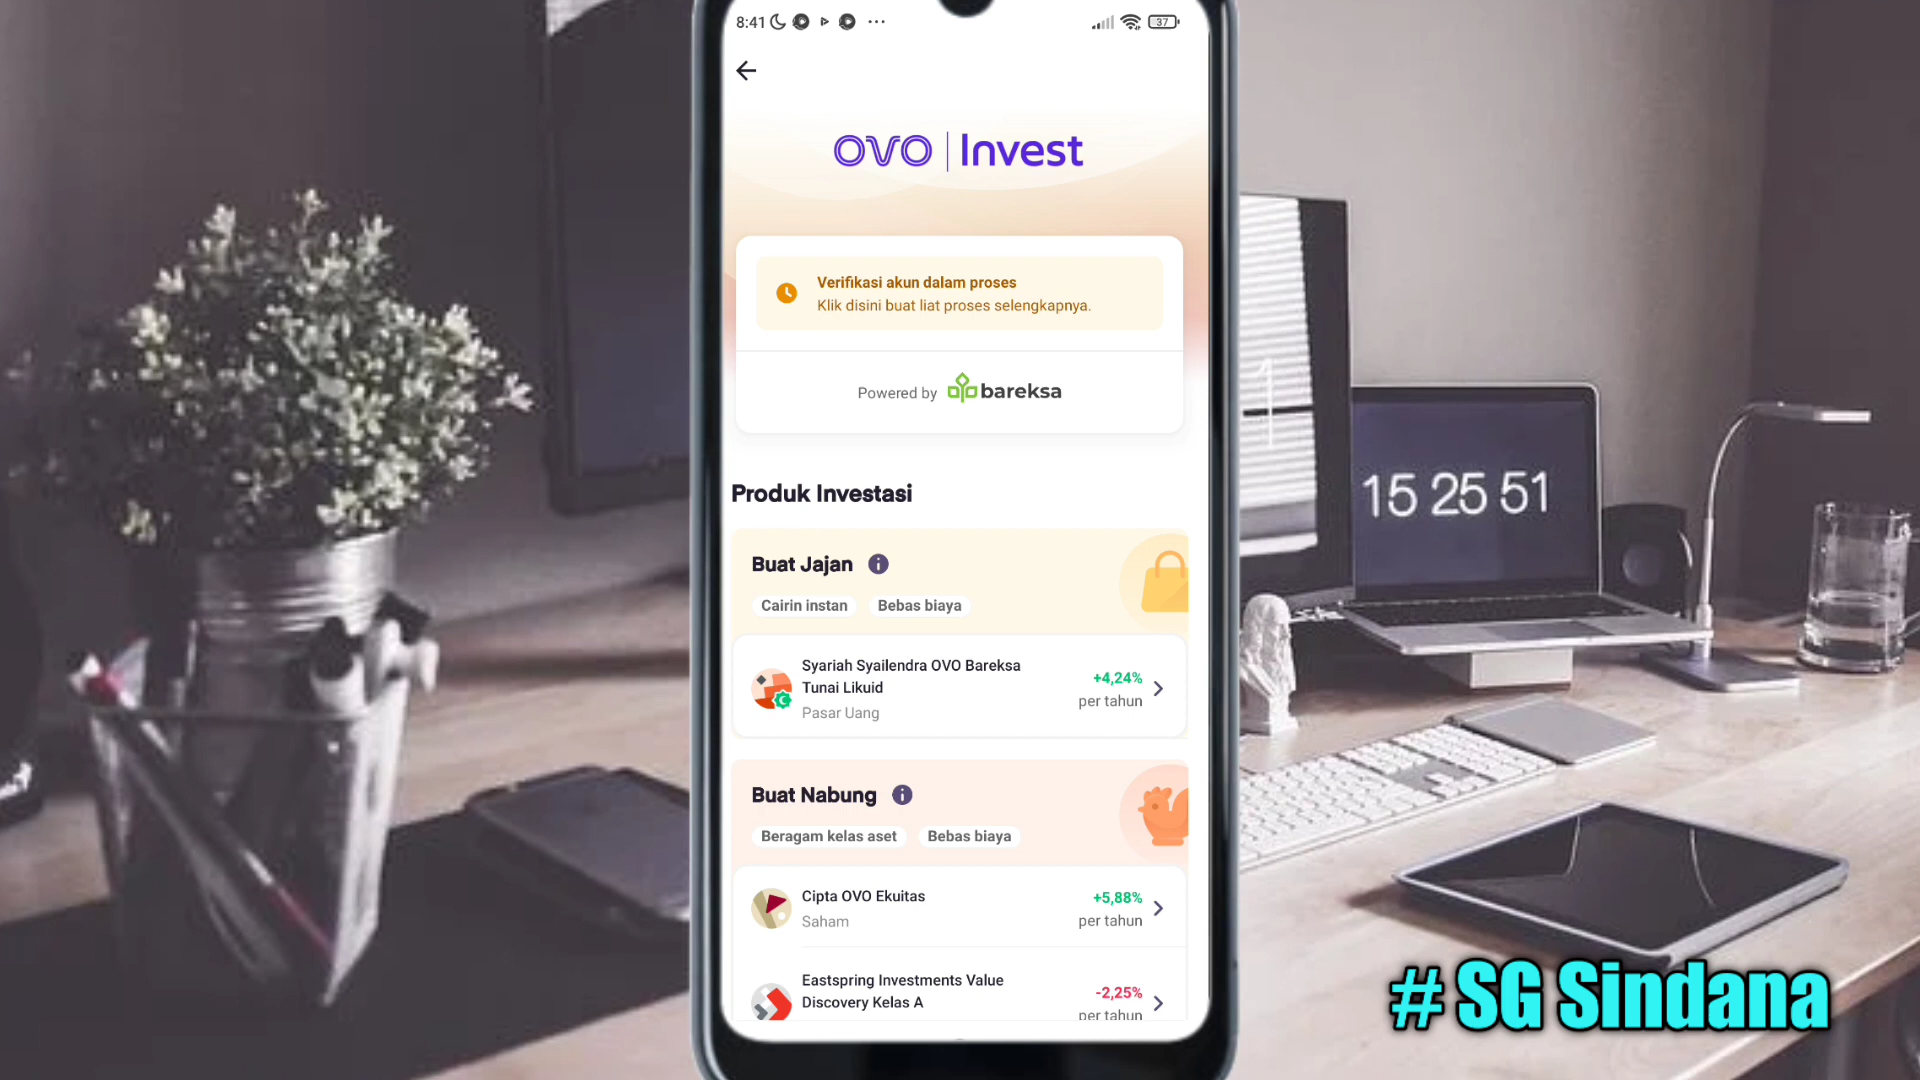 8:41
37
OVO | Invest
Verifikasi akun dalam proses
Klik disini buat liat proses selengkapnya.
Powered by bareksa
Produk Investasi
Buat Jajan
Cairin instan Bebas biaya
Syariah Syailendra OVO Bareksa
Tunai Likuid
Pasar Uang
+4,24%
per tahun
Buat Nabung
Beragam kelas aset Bebas biaya
Cipta OVO Ekuitas
Saham
+5,88%
per tahun
Eastspring Investments Value
Discovery Kelas A
-2,25%
per tahun
15 25 51
# SG Sindana